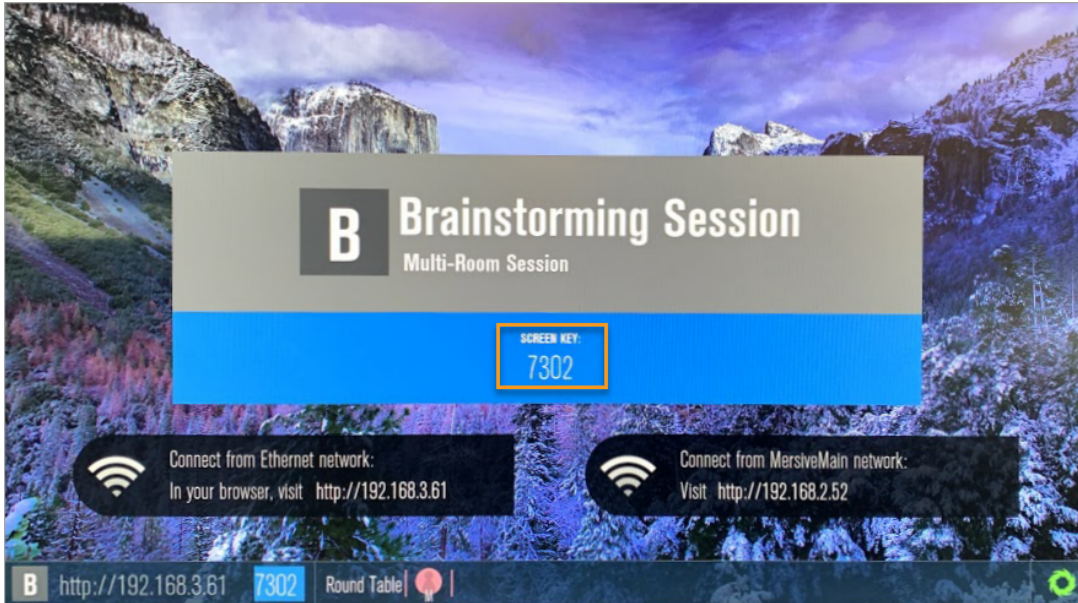 B
Brainstorming Session
Multi-Room Session
SCREEN KEY:
7302
Connect from Ethernet network:
In your browser, visit http://192.168.3.61
Connect from MersiveMain network:
Visit http://192.168.2.52
B http://192.168.3.61 7302 Round Table